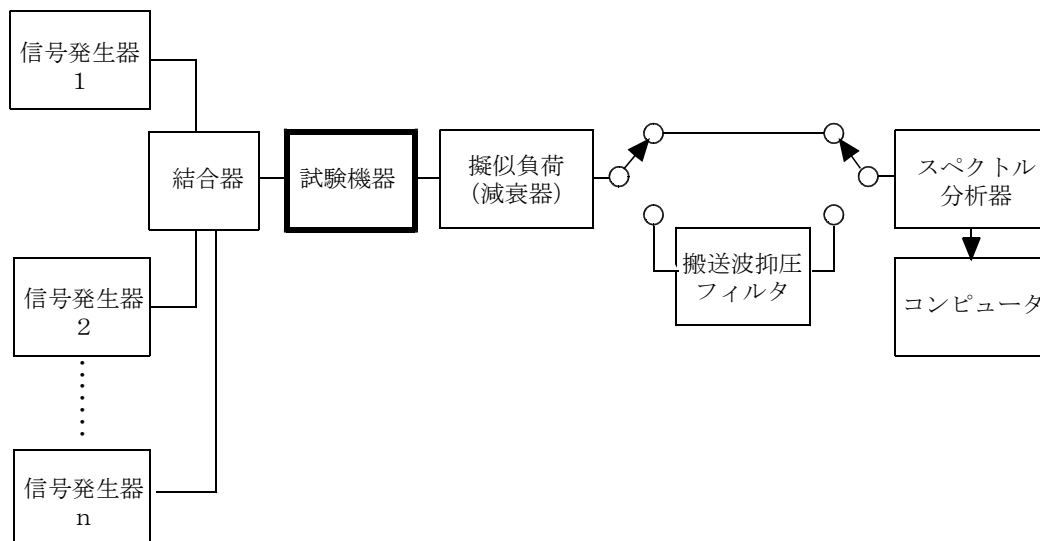 信号発生器
1
結合器
試験機器
擬似負荷
(減衰器)
スペクトル
分析器
搬送波抑圧
フィルタ
コンピュータ
信号発生器
2
信号発生器
n